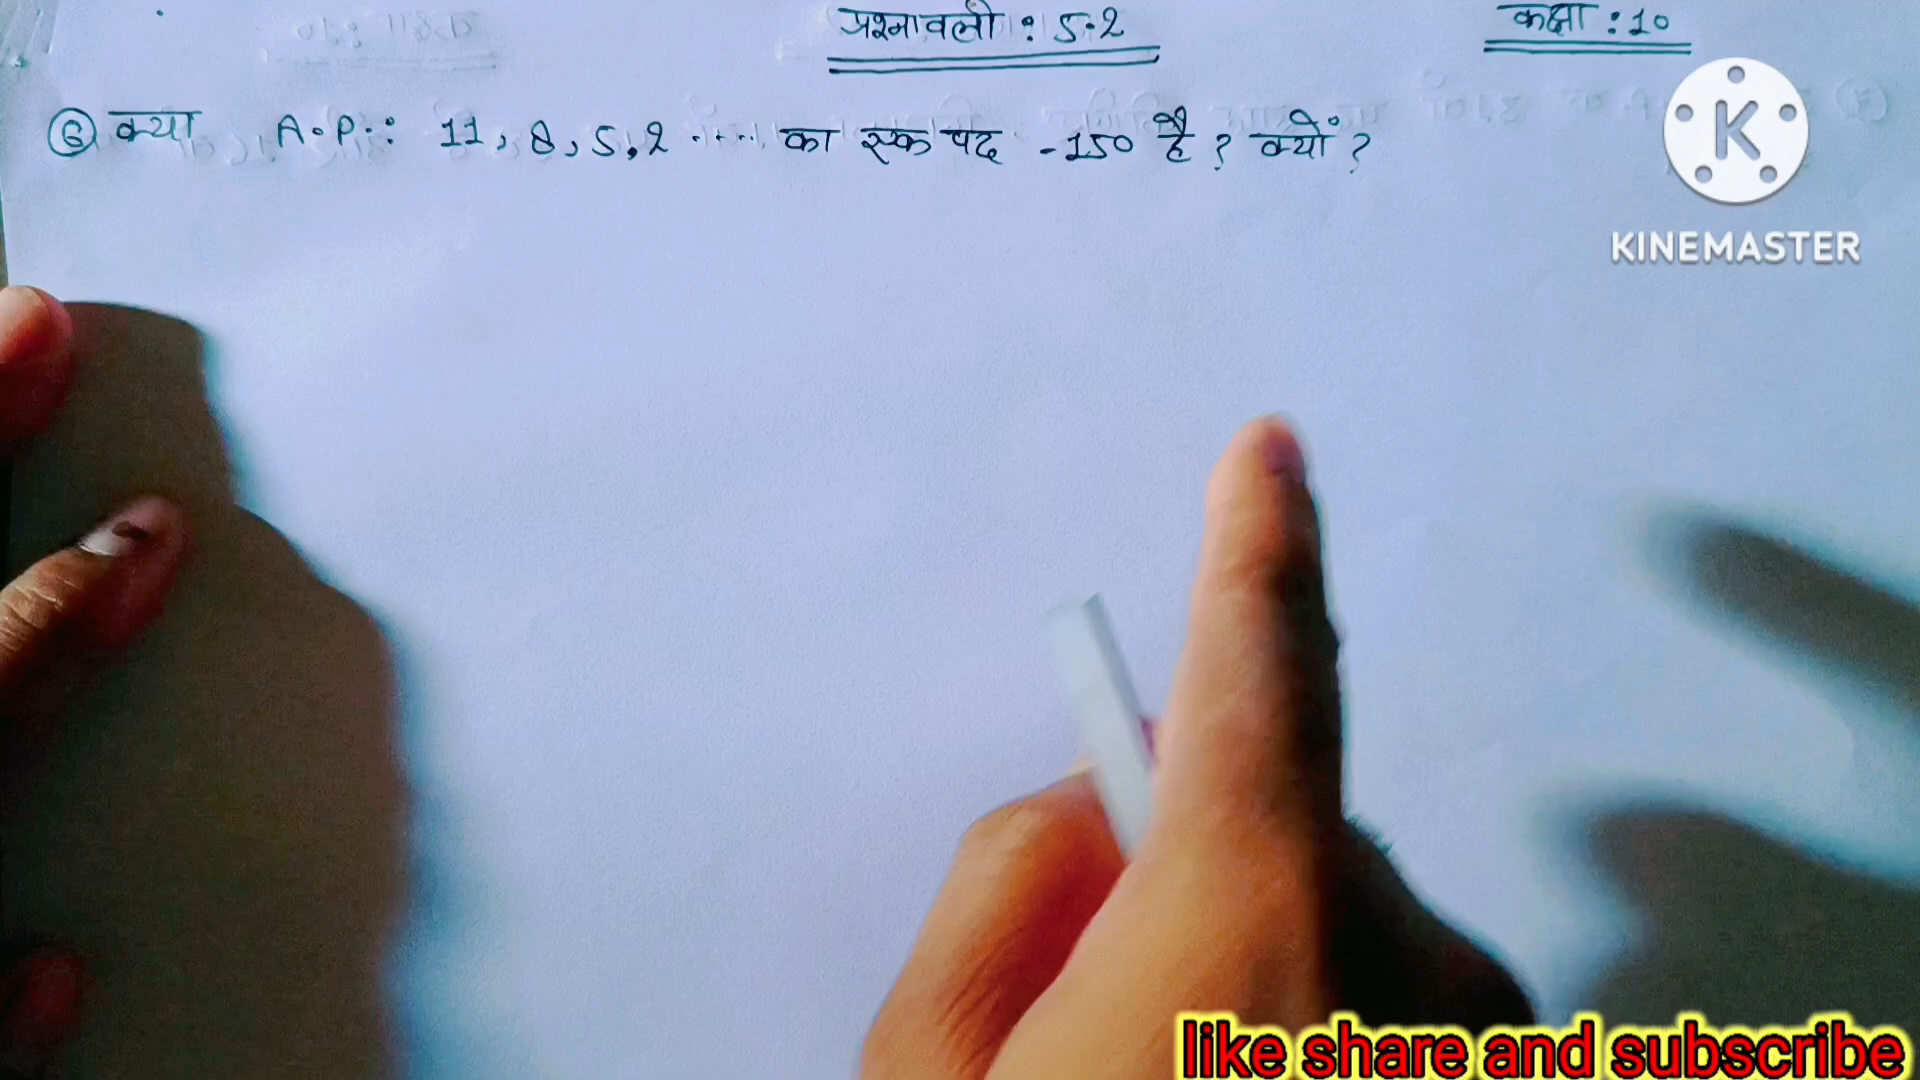 प्रश्नावली : 5.2
कक्षा : 10
⑥ क्या A.P.: 11, 8, 5, 2 .... का एक पद -150 है ? क्यों ?
K
KINEMASTER
like share and subscribe